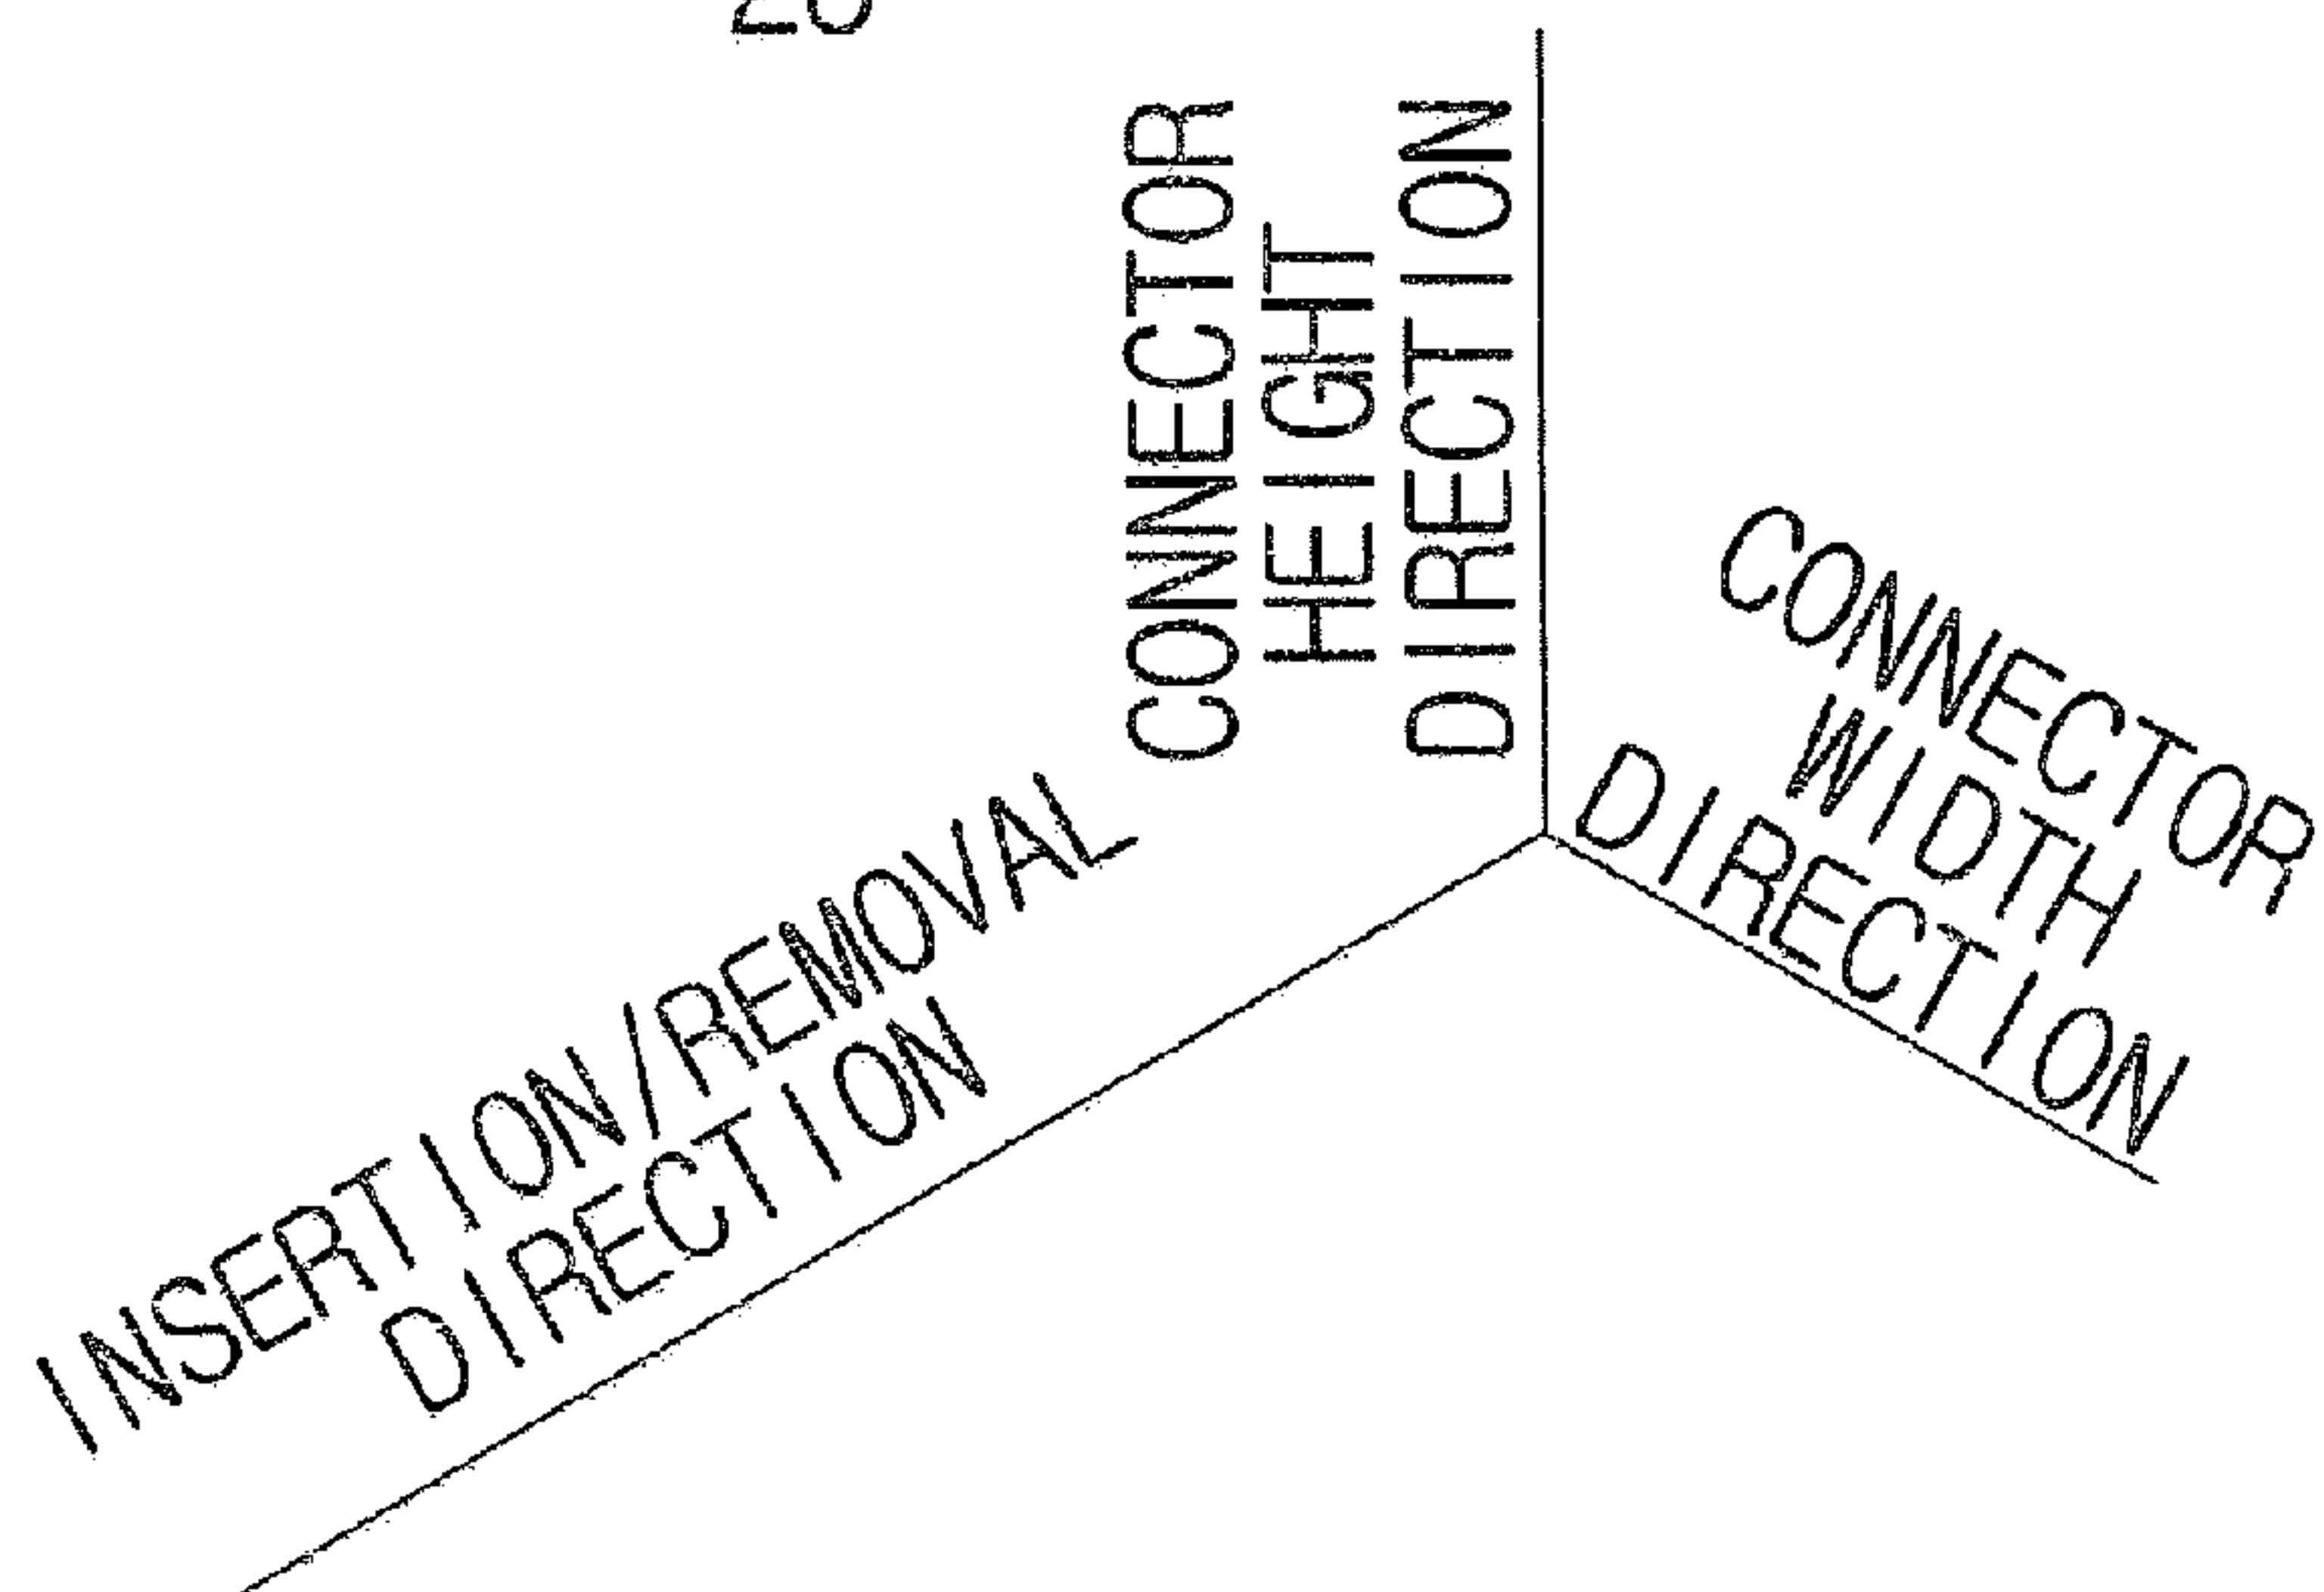 CONNECTOR
HEIGHT
DIRECTION
CONNECTOR
WIDTH
DIRECTION
INSERTION/REMOVAL
DIRECTION